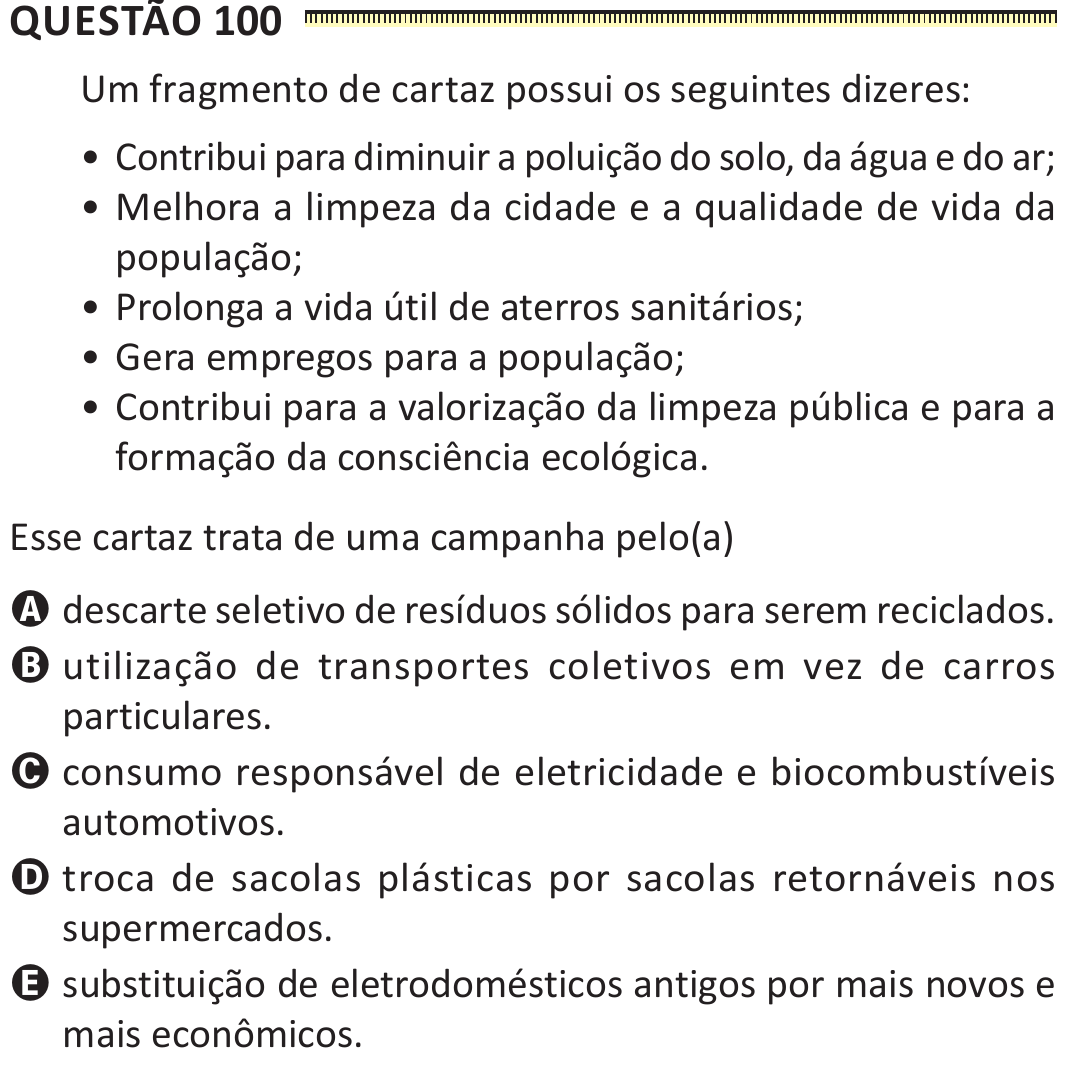 QUESTÃO 100
Um fragmento de cartaz possui os seguintes dizeres:
• Contribui para diminuir a poluição do solo, da água e do ar;
• Melhora a limpeza da cidade e a qualidade de vida da
população;
• Prolonga a vida útil de aterros sanitários;
• Gera empregos para a população;
• Contribui para a valorização da limpeza pública e para a
formação da consciência ecológica.
Esse cartaz trata de uma campanha pelo(a)
A descarte seletivo de resíduos sólidos para serem reciclados.
B utilização de transportes coletivos em vez de carros
particulares.
C consumo responsável de eletricidade e biocombustíveis
automotivos.
D troca de sacolas plásticas por sacolas retornáveis nos
supermercados.
E substituição de eletrodomésticos antigos por mais novos e
mais econômicos.